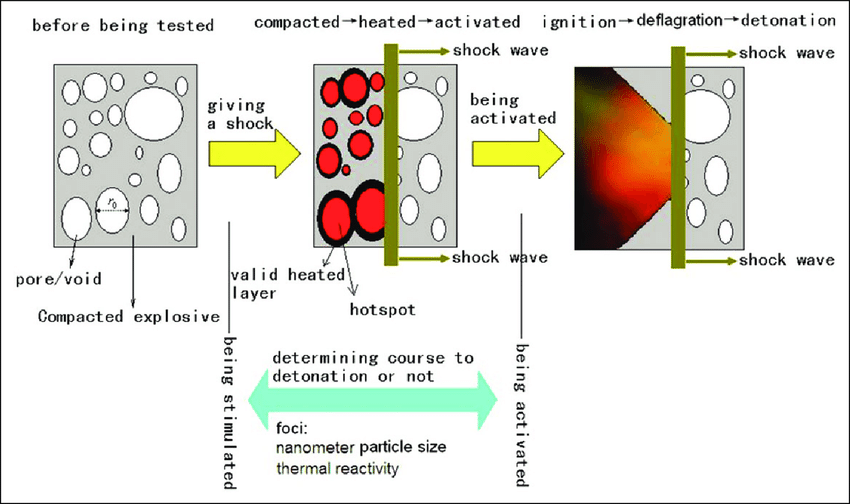 before being tested
compacted→heated→activated
ignition→deflagration→detonation
shock wave
shock wave
giving
a shock
being
activated
r₀
shock wave
shock wave
pore/void
valid heated
layer
Compacted explosive
hotspot
being stimulated
determining course to
detonation or not
being activated
foci:
nanometer particle size
thermal reactivity